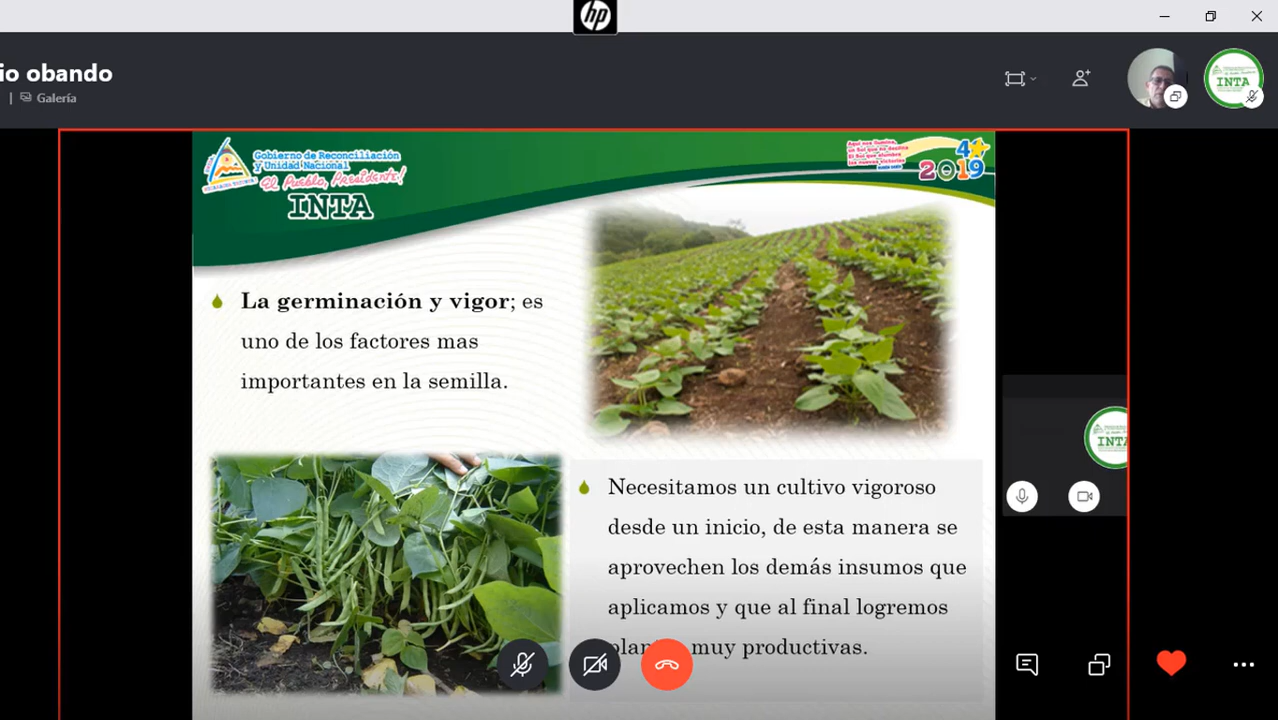 io obando
| Galería
Gobierno de Reconciliación
y Unidad Nacional
El Pueblo, Presidente!
INTA
4
2019
INTA
La germinación y vigor; es
uno de los factores mas
importantes en la semilla.
INTA
Necesitamos un cultivo vigoroso
desde un inicio, de esta manera se
aprovechen los demás insumos que
aplicamos y que al final logremos
muy productivas.
hp